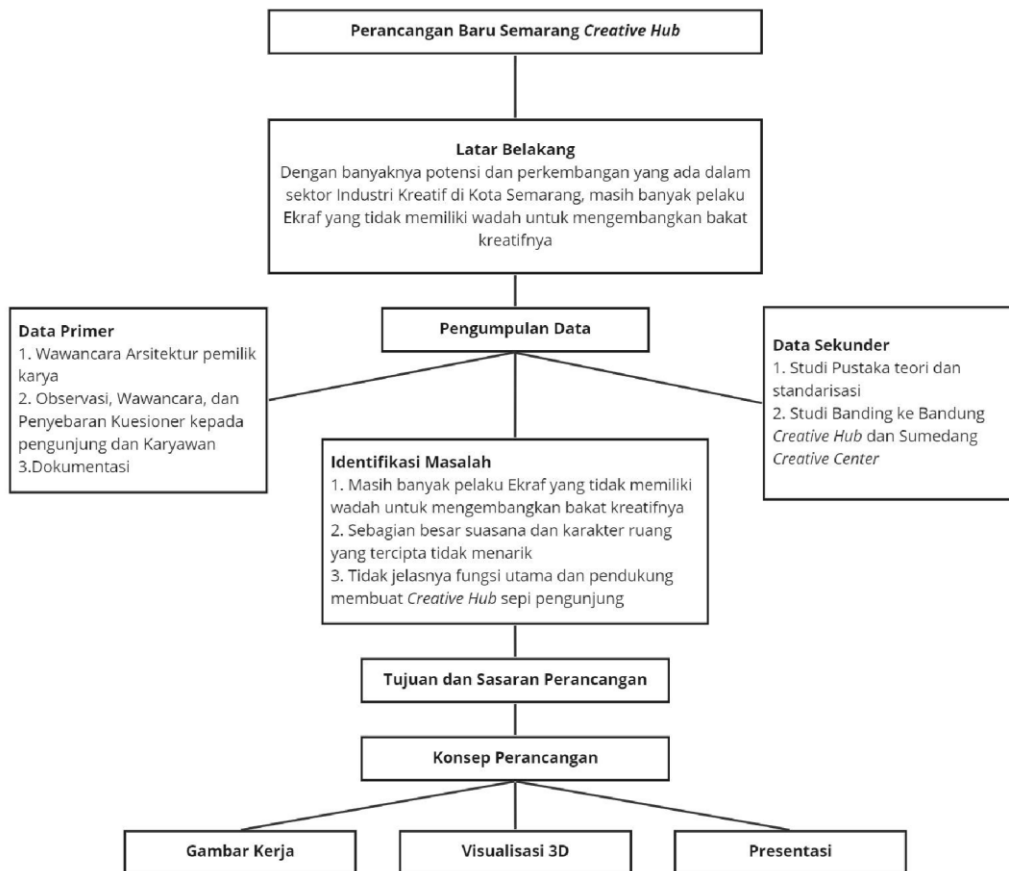 Perancangan Baru Semarang Creative Hub
Latar Belakang
Dengan banyaknya potensi dan perkembangan yang ada dalam
sektor Industri Kreatif di Kota Semarang, masih banyak pelaku
Ekraf yang tidak memiliki wadah untuk mengembangkan bakat
kreatifnya
Pengumpulan Data
Data Primer
1. Wawancara Arsitektur pemilik
karya
2. Observasi, Wawancara, dan
Penyebaran Kuesioner kepada
pengunjung dan Karyawan
3.Dokumentasi
Data Sekunder
1. Studi Pustaka teori dan
standarisasi
2. Studi Banding ke Bandung
Creative Hub dan Sumedang
Creative Center
Identifikasi Masalah
1. Masih banyak pelaku Ekraf yang tidak memiliki
wadah untuk mengembangkan bakat kreatifnya
2. Sebagian besar suasana dan karakter ruang
yang tercipta tidak menarik
3. Tidak jelasnya fungsi utama dan pendukung
membuat Creative Hub sepi pengunjung
Tujuan dan Sasaran Perancangan
Konsep Perancangan
Gambar Kerja
Visualisasi 3D
Presentasi